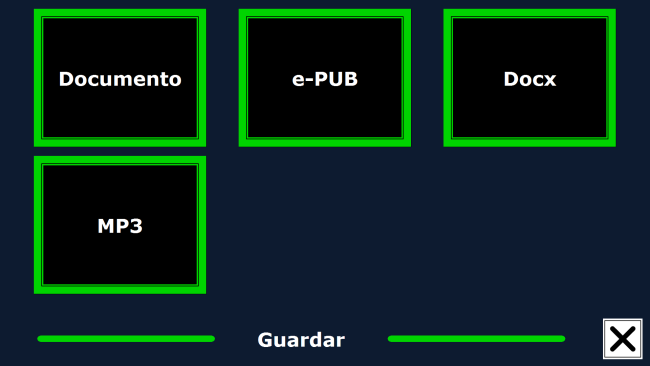 Documento
e-PUB
Docx
MP3
Guardar